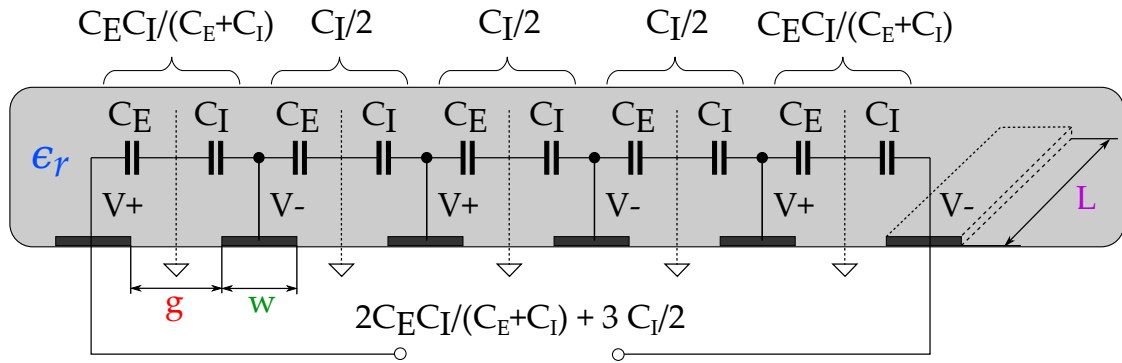 CECI/(CE+CI) CI/2 CI/2 CI/2 CECI/(CE+CI)
CE CI CE CI CE CI CE CI CE CI
ϵr
V+ V- V+ V- V+ V-
L
g w
2CECI/(CE+CI) + 3 CI/2